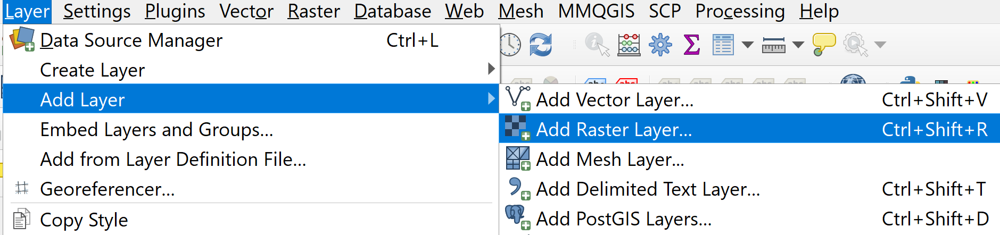 Layer Settings Plugins Vector Raster Database Web Mesh MMQGIS SCP Processing Help
Data Source Manager Ctrl+L
Create Layer
Add Layer
Embed Layers and Groups...
Add from Layer Definition File...
Georeferencer...
Copy Style
Add Vector Layer... Ctrl+Shift+V
Add Raster Layer... Ctrl+Shift+R
Add Mesh Layer...
Add Delimited Text Layer... Ctrl+Shift+T
Add PostGIS Layers... Ctrl+Shift+D